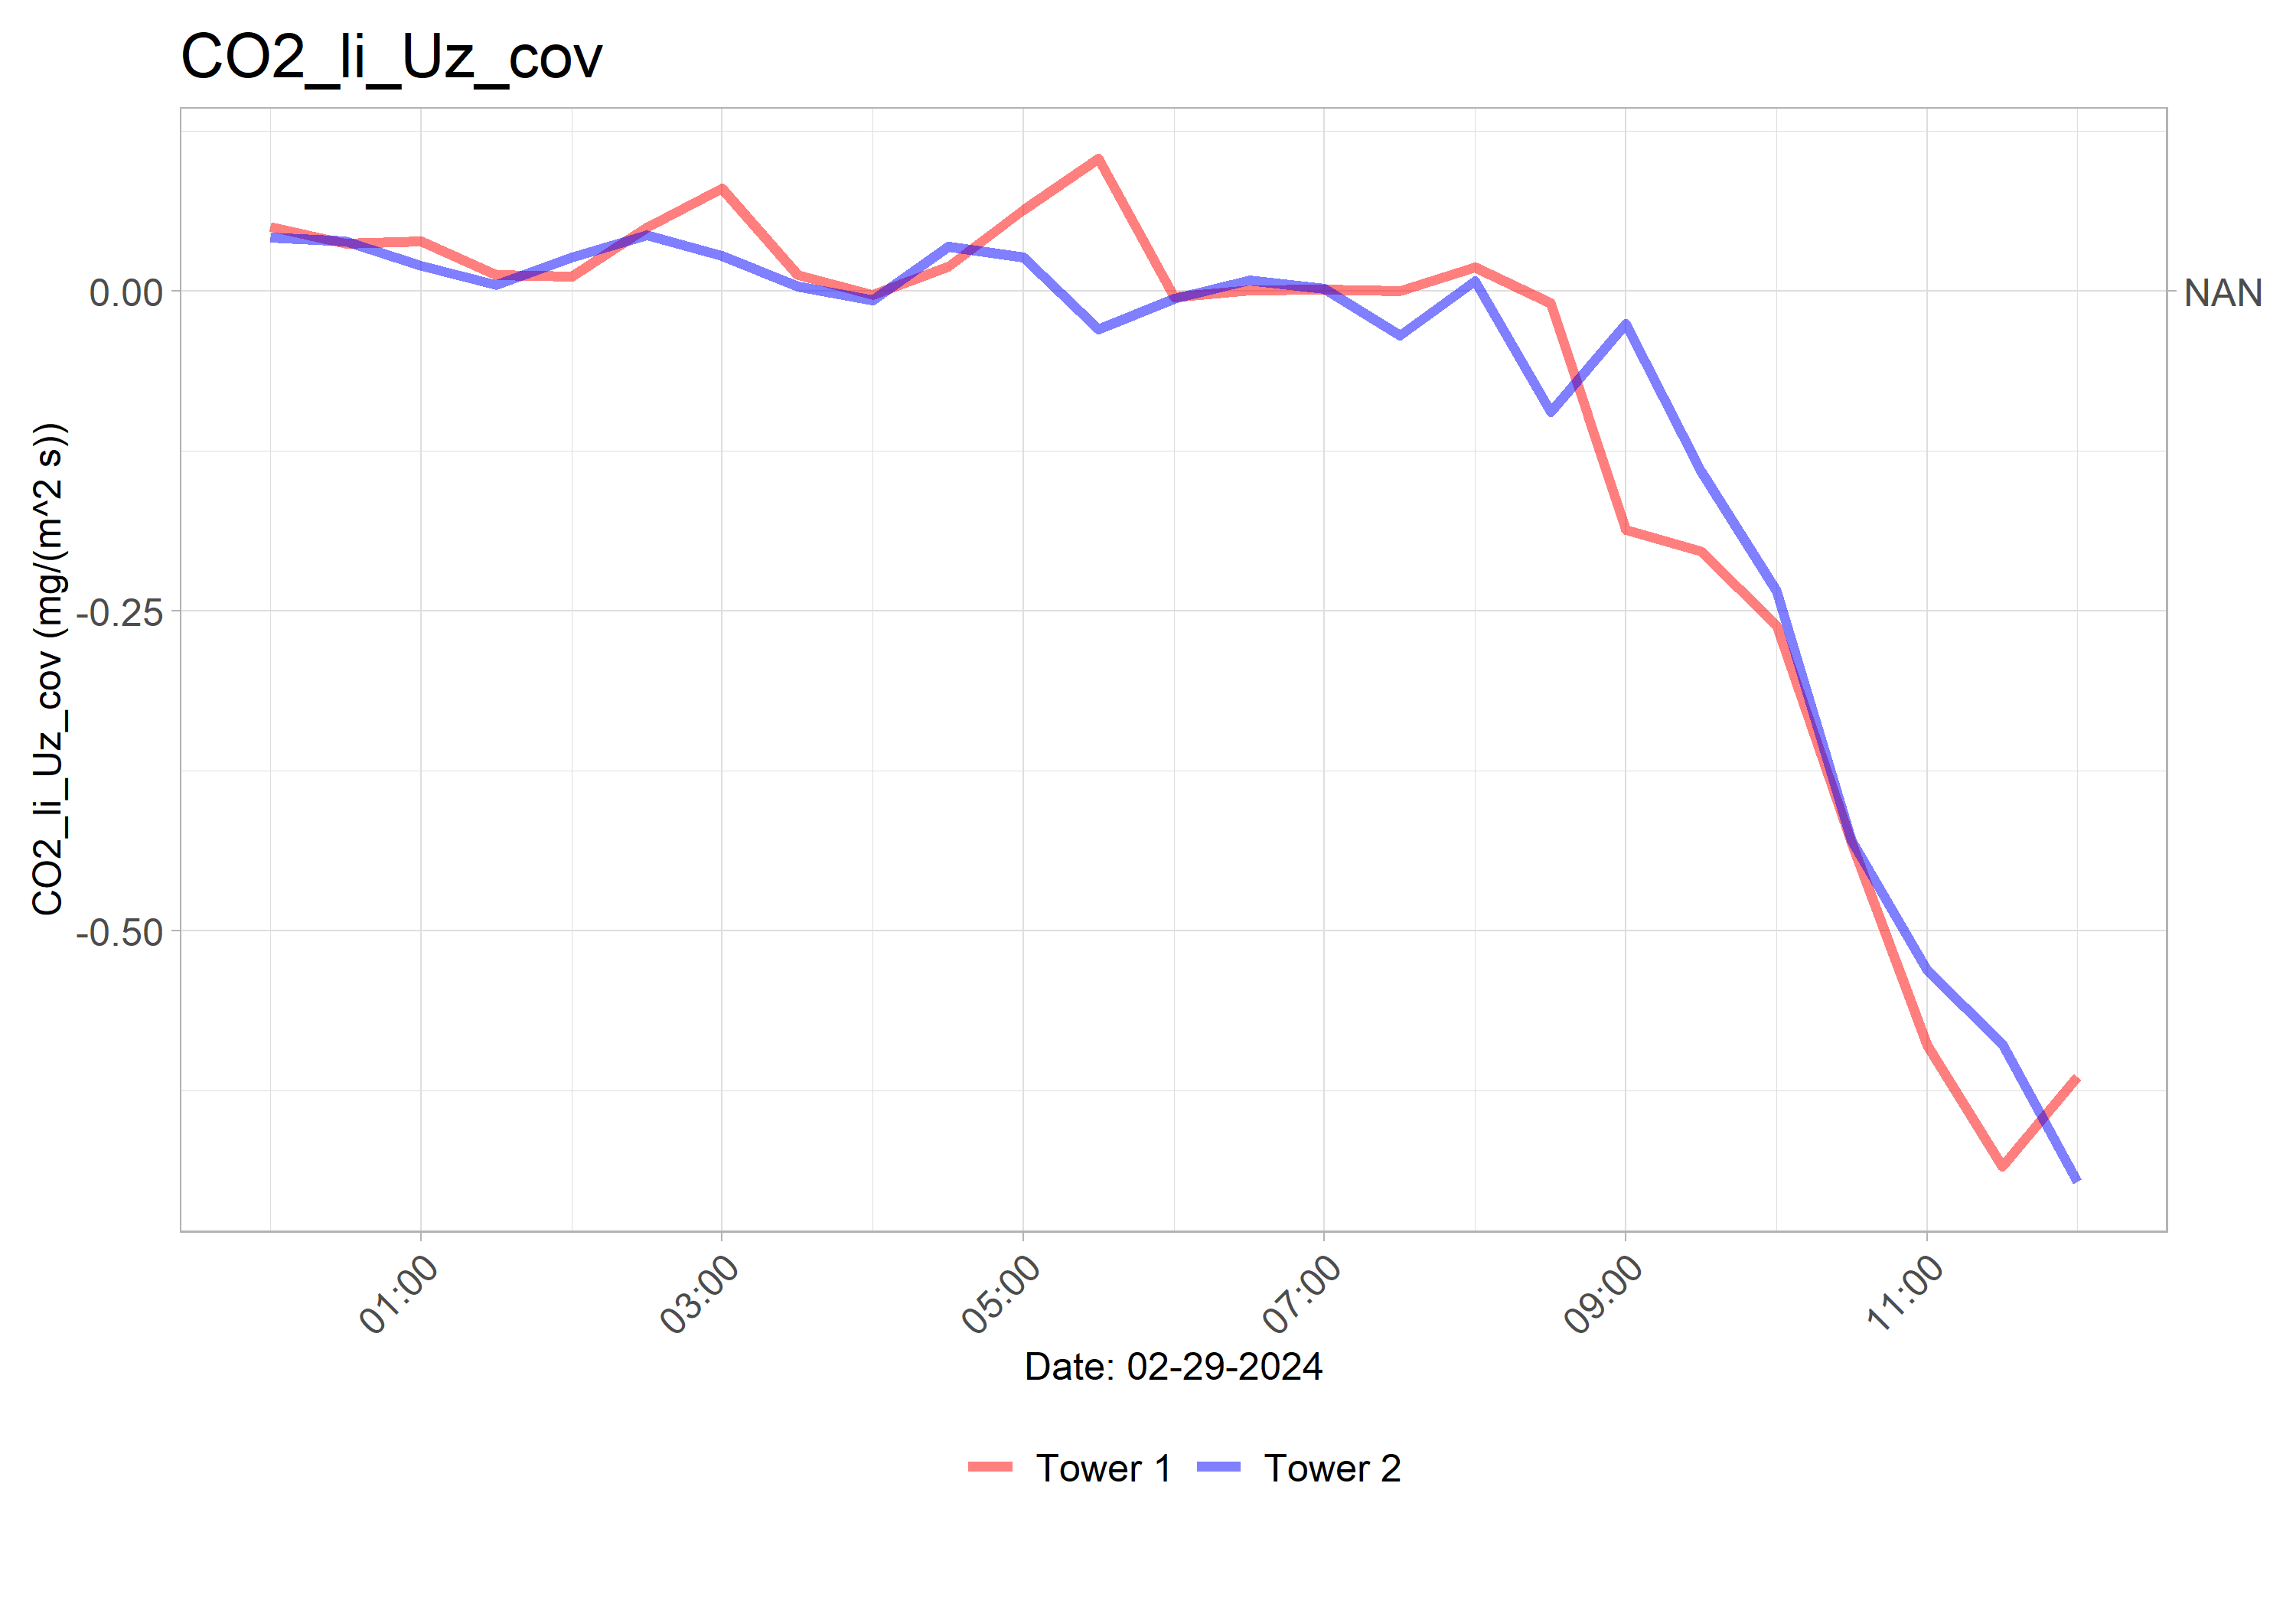 CO2_li_Uz_cov
CO2_li_Uz_cov (mg/(m^2 s))
0.00
-0.25
-0.50
NAN
01:00
03:00
05:00
07:00
09:00
11:00
Date: 02-29-2024
Tower 1
Tower 2